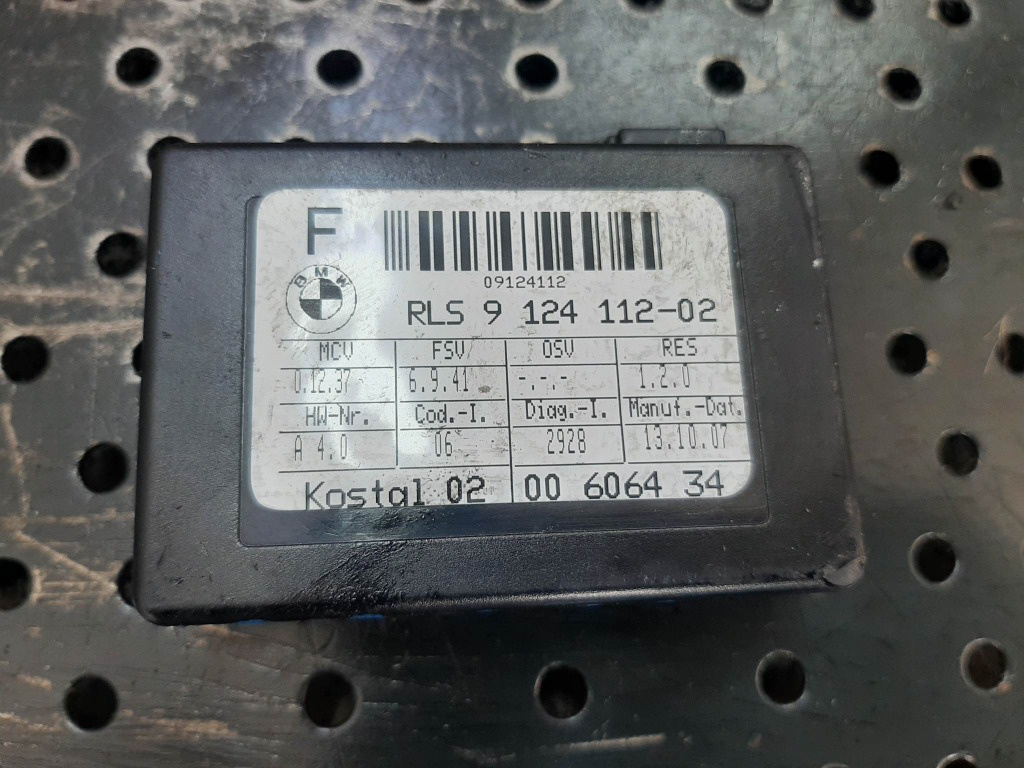 F
09124112
BMW
RLS 9 124 112-02
MCV FSV OSV RES
0.12.37 6.9.41 -.-.- 1.2.0
HW-Nr. Cod.-I. Diag.-I. Manuf.-Dat.
A 4.0 06 2928 13.10.07
Kostal 02 00 6064 34